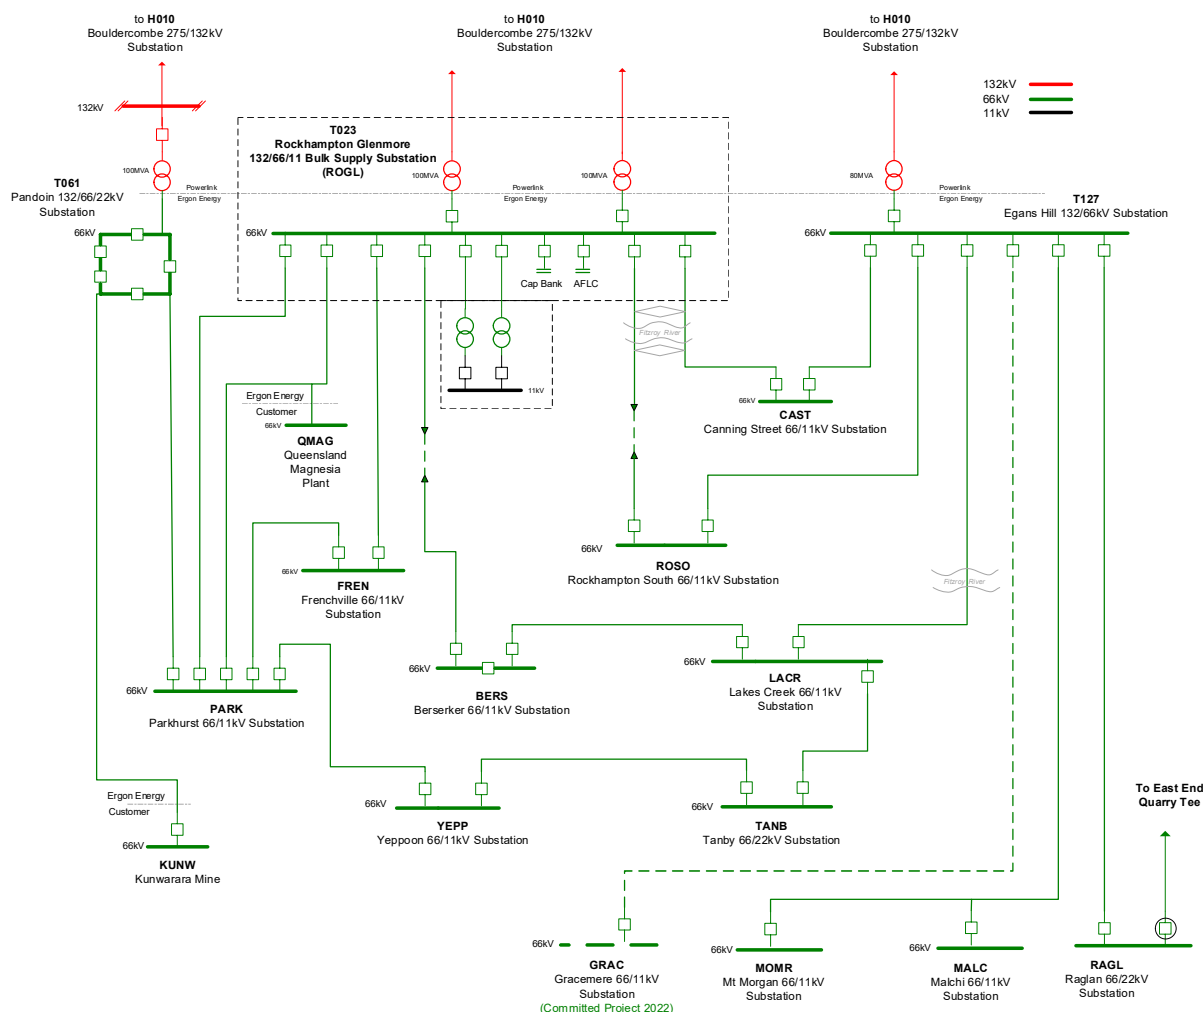 to H010
Bouldercombe 275/132kV
Substation
to H010
Bouldercombe 275/132kV
Substation
to H010
Bouldercombe 275/132kV
Substation
132kV
66kV
11kV
132kV
T023
Rockhampton Glenmore
132/66/11 Bulk Supply Substation
(ROGL)
100MVA
100MVA
100MVA
80MVA
T061
Pandoin 132/66/22kV
Substation
Powerlink
Ergon Energy
Powerlink
Ergon Energy
Powerlink
Ergon Energy
T127
Egans Hill 132/66kV Substation
66kV
66kV
66kV
Cap Bank
AFLC
Fitzroy River
11kV
Ergon Energy
Customer
66kV
QMAG
Queensland
Magnesia
Plant
66kV
CAST
Canning Street 66/11kV Substation
66kV
ROSO
Rockhampton South 66/11kV Substation
66kV
FREN
Frenchville 66/11kV
Substation
Fitzroy River
66kV
PARK
Parkhurst 66/11kV Substation
66kV
BERS
Berserker 66/11kV Substation
66kV
LACR
Lakes Creek 66/11kV
Substation
Ergon Energy
Customer
66kV
KUNW
Kunwarara Mine
66kV
YEPP
Yeppoon 66/11kV Substation
66kV
TANB
Tanby 66/22kV Substation
To East End
Quarry Tee
66kV
GRAC
Gracemere 66/11kV
Substation
(Committed Project 2022)
66kV
MOMR
Mt Morgan 66/11kV
Substation
66kV
MALC
Malchi 66/11kV
Substation
66kV
RAGL
Raglan 66/22kV
Substation